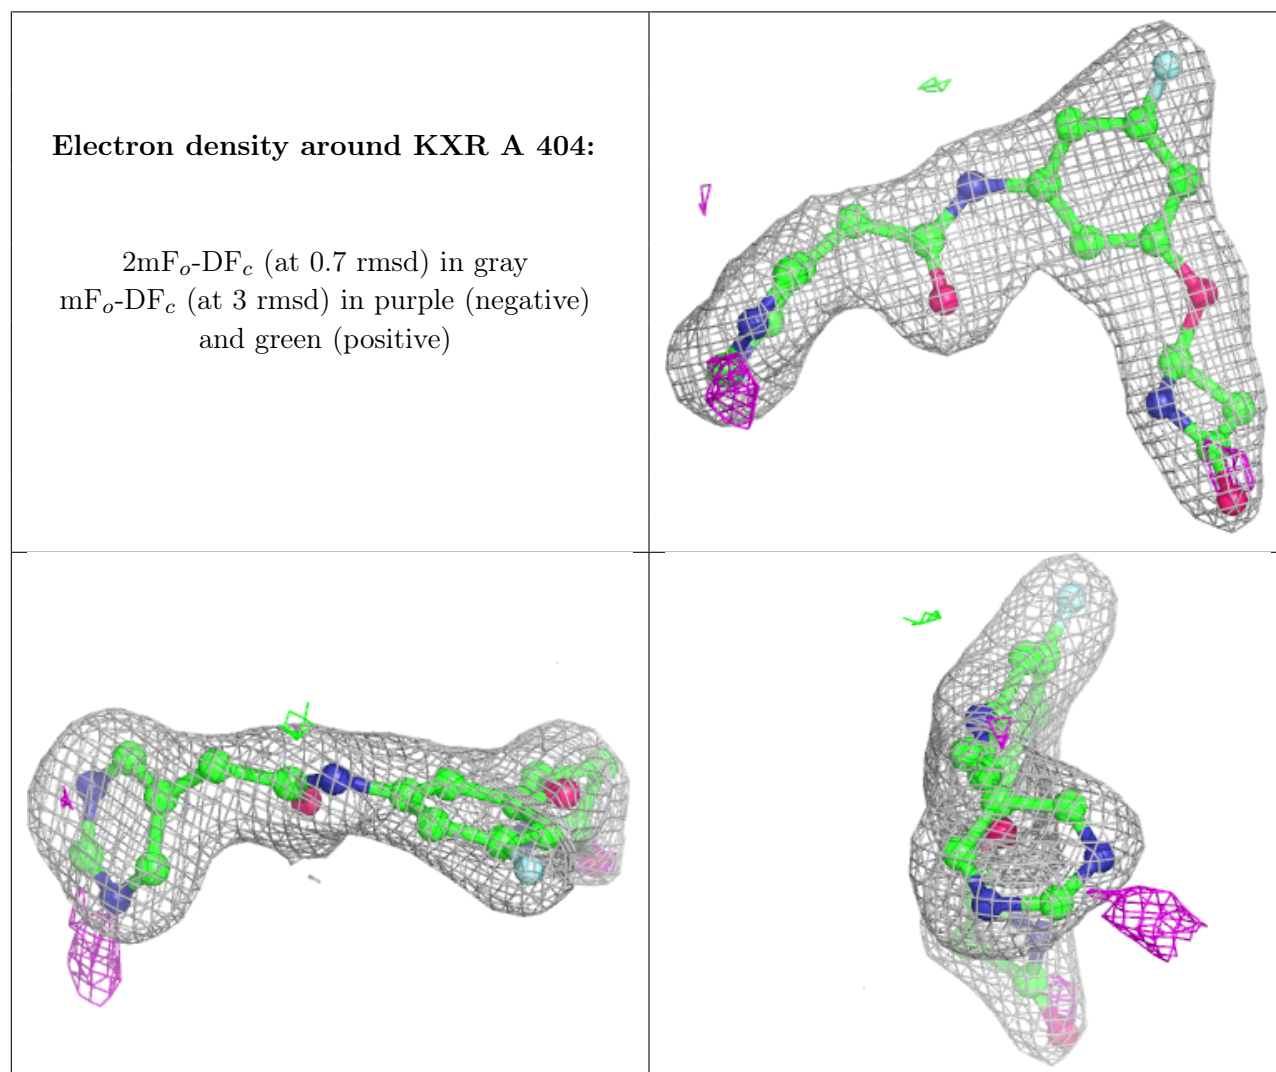 Electron density around KXR A 404:
2mFo-DFc (at 0.7 rmsd) in gray
mFo-DFc (at 3 rmsd) in purple (negative)
and green (positive)